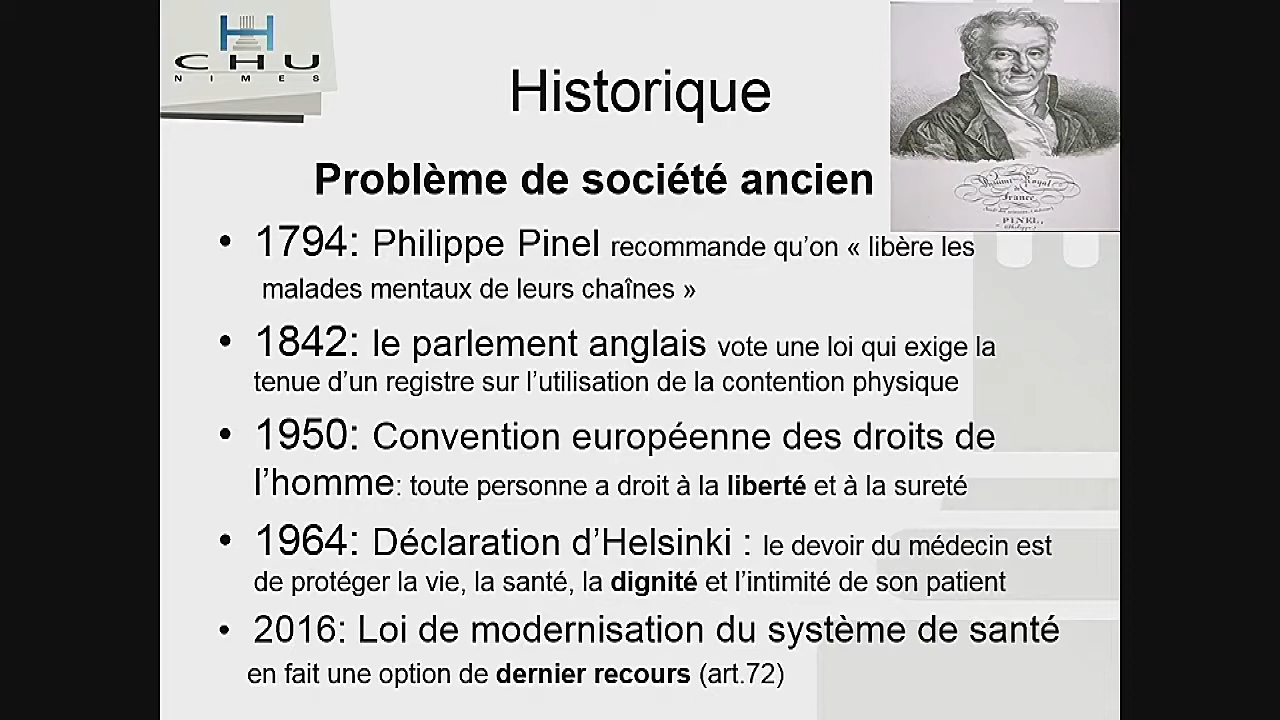 CHU
NIMES
Historique
Problème de société ancien
PINEL,
• 1794: Philippe Pinel recommande qu’on « libère les
malades mentaux de leurs chaînes »
• 1842: le parlement anglais vote une loi qui exige la
tenue d’un registre sur l’utilisation de la contention physique
• 1950: Convention européenne des droits de
l’homme: toute personne a droit à la liberté et à la sureté
• 1964: Déclaration d’Helsinki : le devoir du médecin est
de protéger la vie, la santé, la dignité et l’intimité de son patient
• 2016: Loi de modernisation du système de santé
en fait une option de dernier recours (art.72)